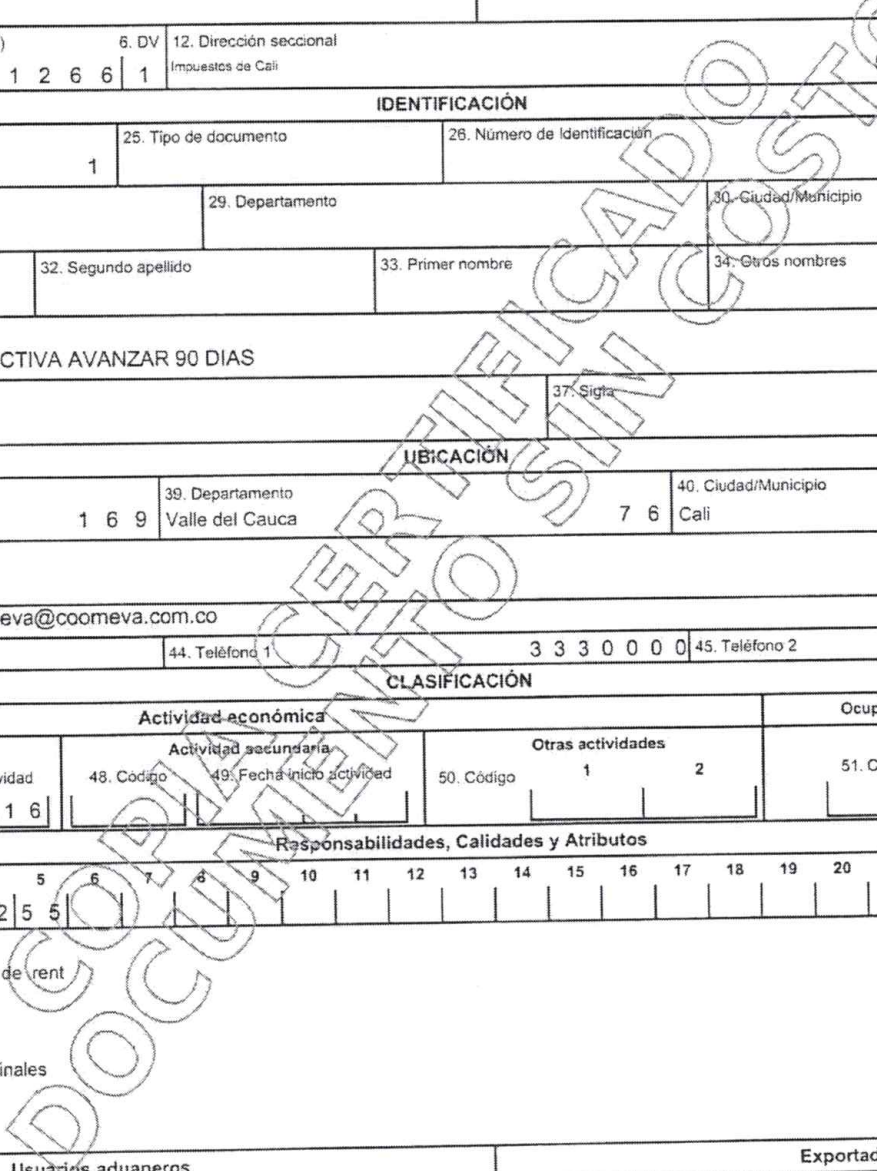 ) 6. DV 12. Dirección seccional
1 2 6 6 1 Impuestos de Cali
IDENTIFICACIÓN
25. Tipo de documento 26. Número de Identificación
1
29. Departamento 30. Ciudad/Municipio
32. Segundo apellido 33. Primer nombre 34. Otros nombres
CTIVA AVANZAR 90 DIAS
37. Sigla
UBICACIÓN
39. Departamento 40. Ciudad/Municipio
1 6 9 Valle del Cauca 7 6 Cali
eva@coomeva.com.co
44. Teléfono 1 3 3 3 0 0 0 0 45. Teléfono 2
CLASIFICACIÓN
Actividad económica Ocup
Actividad secundaria Otras actividades
vidad 48. Código 49. Fecha inicio actividad 50. Código 1 2 51. C
1 6
Responsabilidades, Calidades y Atributos
5 6 7 8 9 10 11 12 13 14 15 16 17 18 19 20
2 5 5
de rent
inales
Usuarios aduaneros Exportad
COPIA CERTIFICADO
DOCUMENTO SIN COSTO